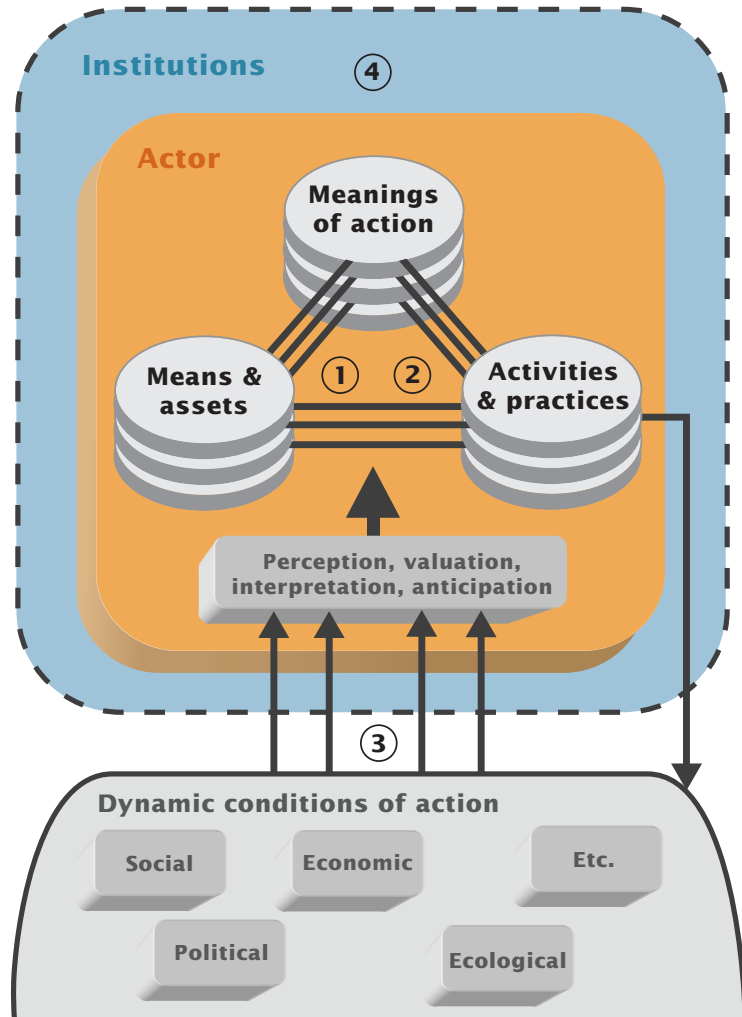 Institutions
④
Actor
Meanings
of action
①
②
Means &
assets
Activities
& practices
Perception, valuation,
interpretation, anticipation
③
Dynamic conditions of action
Social
Economic
Etc.
Political
Ecological